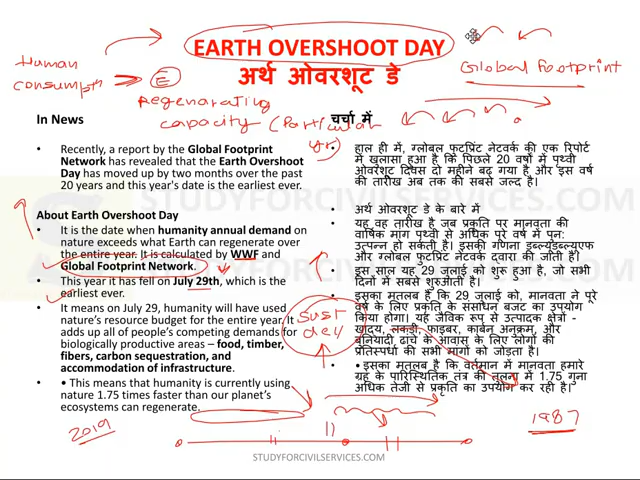 EARTH OVERSHOOT DAY
अर्थ ओवरशूट डे
Human
consumptn
E
Regenarating
capacity (Particular
yr)
Global Footprint
In News
• Recently, a report by the Global Footprint
Network has revealed that the Earth Overshoot
Day has moved up by two months over the past
20 years and this year's date is the earliest ever.
About Earth Overshoot Day
• It is the date when humanity annual demand on
nature exceeds what Earth can regenerate over
the entire year. It is calculated by WWF and
Global Footprint Network.
• This year it has fell on July 29th, which is the
earliest ever.
• It means on July 29, humanity will have used
nature's resource budget for the entire year. It
adds up all of people's competing demands for
biologically productive areas – food, timber,
fibers, carbon sequestration, and
accommodation of infrastructure.
• • This means that humanity is currently using
nature 1.75 times faster than our planet's
ecosystems can regenerate.
2019
चर्चा में
• हाल ही में, ग्लोबल फुटप्रिंट नेटवर्क की एक रिपोर्ट
में खुलासा हुआ है कि पिछले 20 वर्षों में पृथ्वी
ओवरशूट दिवस दो महीने बढ़ गया है और इस वर्ष
की तारीख अब तक की सबसे जल्द है।
• अर्थ ओवरशूट डे के बारे में
• यह वह तारीख है जब प्रकृति पर मानवता की
वार्षिक मांग पृथ्वी से अधिक पूरे वर्ष में पुन:
उत्पन्न हो सकती है। इसकी गणना डब्ल्यूडब्ल्यूएफ
और ग्लोबल फुटप्रिंट नेटवर्क द्वारा की जाती है।
• इस साल यह 29 जुलाई को शुरू हुआ है, जो सभी
दिनों में सबसे शुरुआती है।
• इसका मतलब है कि 29 जुलाई को, मानवता ने पूरे
वर्ष के लिए प्रकृति के संसाधन बजट का उपयोग
किया होगा। यह जैविक रूप से उत्पादक क्षेत्रों -
खाद्य, लकड़ी, फाइबर, कार्बन अनुक्रम, और
बुनियादी ढांचे के आवास के लिए लोगों की
प्रतिस्पर्धा की सभी मांगों को जोड़ता है।
• • इसका मतलब है कि वर्तमान में मानवता हमारे
ग्रह के पारिस्थितिक तंत्र की तुलना में 1.75 गुना
अधिक तेजी से प्रकृति का उपयोग कर रही है।
sust
dev
1987
STUDYFORCIVILSERVICES.COM
STUDYFORCIVILSERVICES.COM